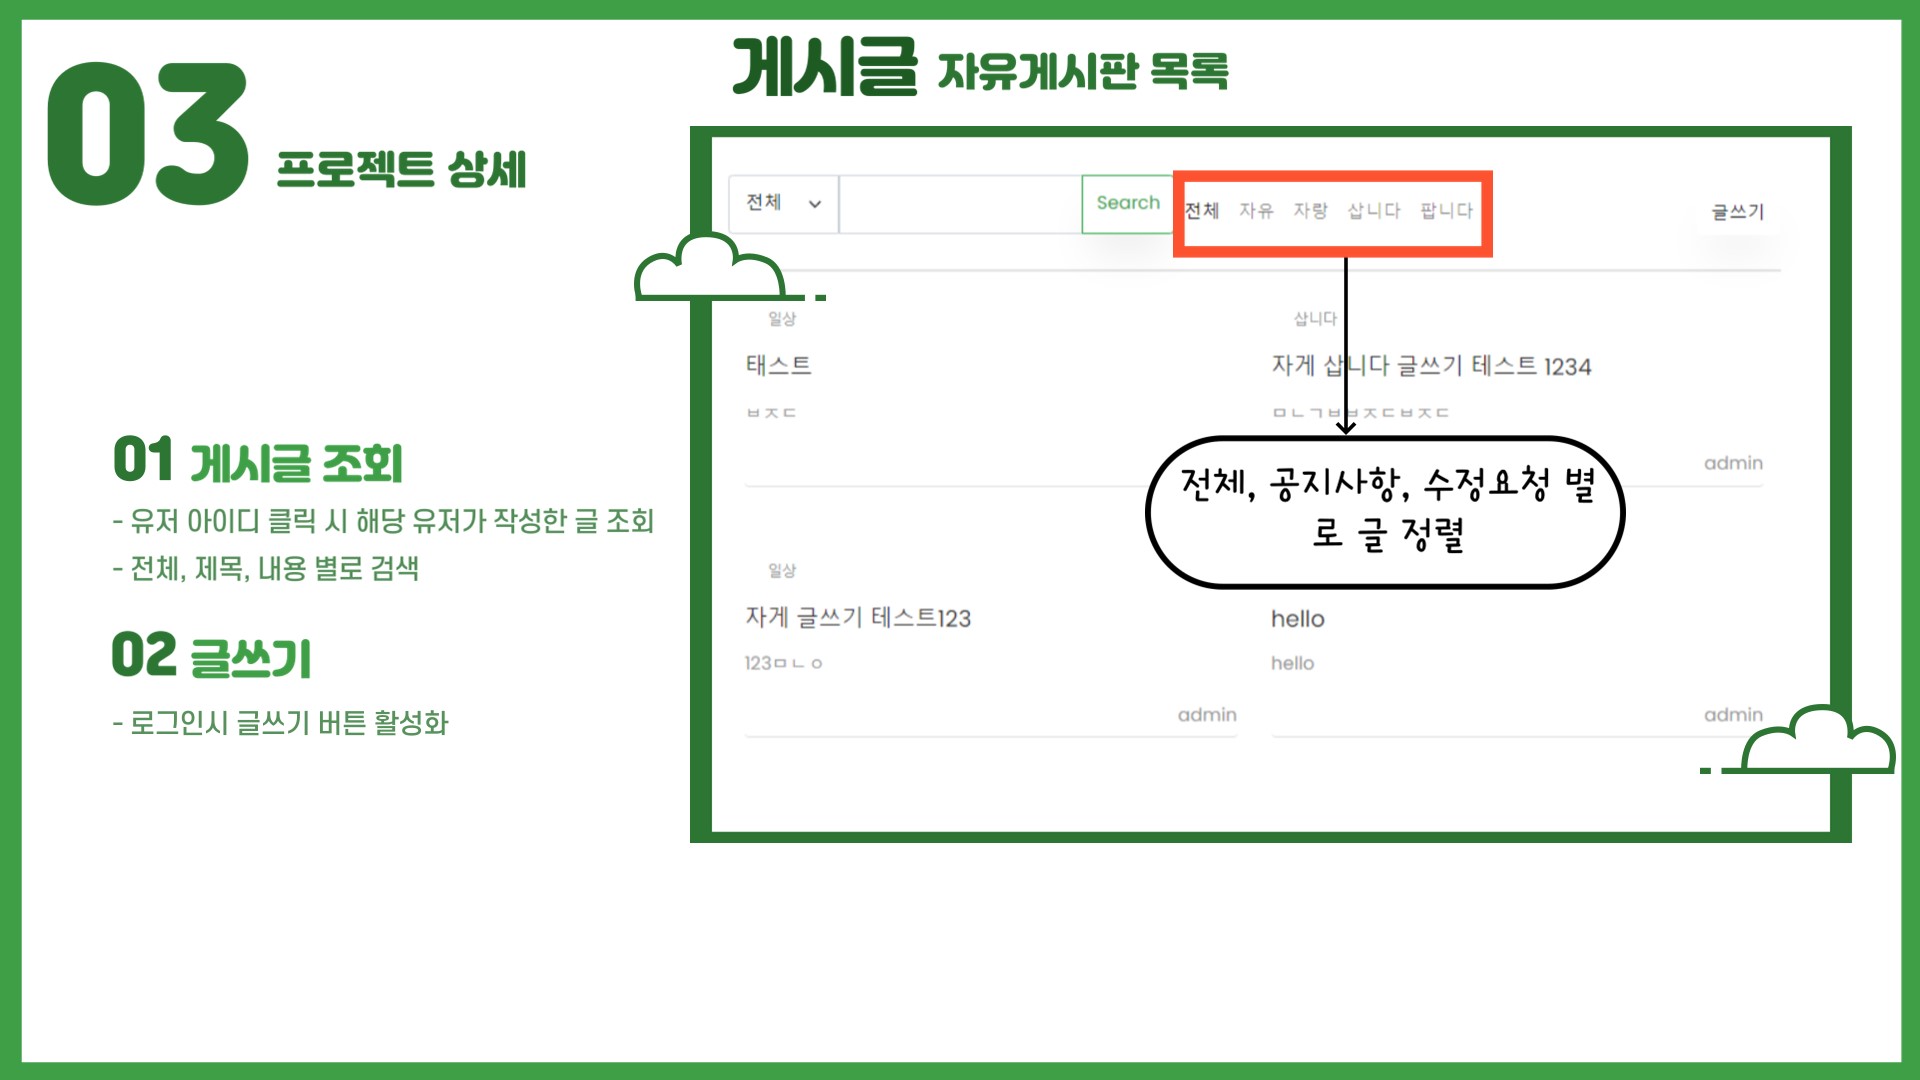 03 프로젝트 상세
게시글 자유게시판 목록
01 게시글 조회
- 유저 아이디 클릭 시 해당 유저가 작성한 글 조회
- 전체, 제목, 내용 별로 검색
02 글쓰기
- 로그인시 글쓰기 버튼 활성화
전체 Search 전체 자유 자랑 삽니다 팝니다 글쓰기
일상
태스트
ㅂㅈㄷ
삽니다
자게 삽니다 글쓰기 테스트 1234
ㅁㄴㄱㅂㅂㅈㄷㅂㅈㄷ
admin
전체, 공지사항, 수정요청 별
로 글 정렬
일상
자게 글쓰기 테스트123
123ㅁㄴㅇ
admin
hello
hello
admin